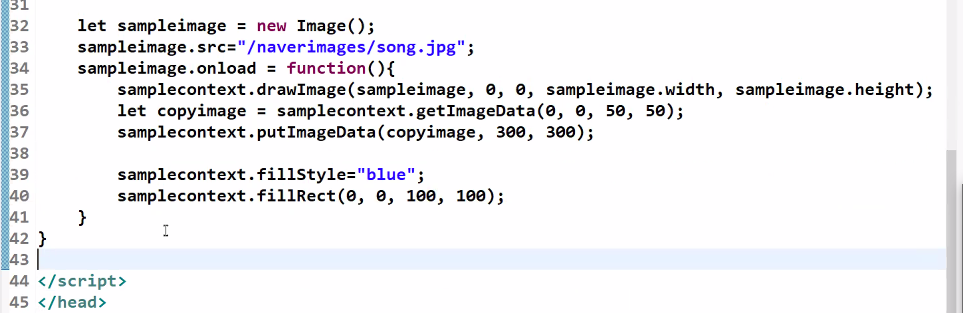 31
32 let sampleimage = new Image();
33 sampleimage.src="/naverimages/song.jpg";
34 sampleimage.onload = function(){
35 samplecontext.drawImage(sampleimage, 0, 0, sampleimage.width, sampleimage.height);
36 let copyimage = samplecontext.getImageData(0, 0, 50, 50);
37 samplecontext.putImageData(copyimage, 300, 300);
38
39 samplecontext.fillStyle="blue";
40 samplecontext.fillRect(0, 0, 100, 100);
41 }
42 }
43
44 </script>
45 </head>